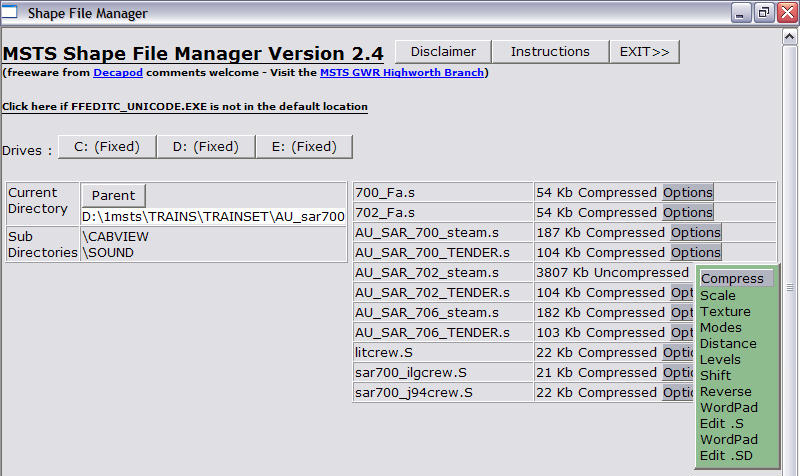 Shape File Manager
MSTS Shape File Manager Version 2.4 Disclaimer Instructions EXIT>>
(freeware from Decapod comments welcome - Visit the MSTS GWR Highworth Branch)
Click here if FFEDITC_UNICODE.EXE is not in the default location
Drives : C: (Fixed) D: (Fixed) E: (Fixed)
Current Directory
Parent
D:\1msts\TRAINS\TRAINSET\AU_sar700
Sub Directories
\CABVIEW
\SOUND
700_Fa.s 54 Kb Compressed Options
702_Fa.s 54 Kb Compressed Options
AU_SAR_700_steam.s 187 Kb Compressed Options
AU_SAR_700_TENDER.s 104 Kb Compressed Options
AU_SAR_702_steam.s 3807 Kb Uncompressed
AU_SAR_702_TENDER.s 104 Kb Compressed Opti
AU_SAR_706_steam.s 182 Kb Compressed Opti
AU_SAR_706_TENDER.s 103 Kb Compressed Opti
litcrew.S 22 Kb Compressed Optio
sar700_ilgcrew.S 21 Kb Compressed Optio
sar700_j94crew.S 22 Kb Compressed Optio
Compress
Scale
Texture
Modes
Distance
Levels
Shift
Reverse
WordPad
Edit .S
WordPad
Edit .SD